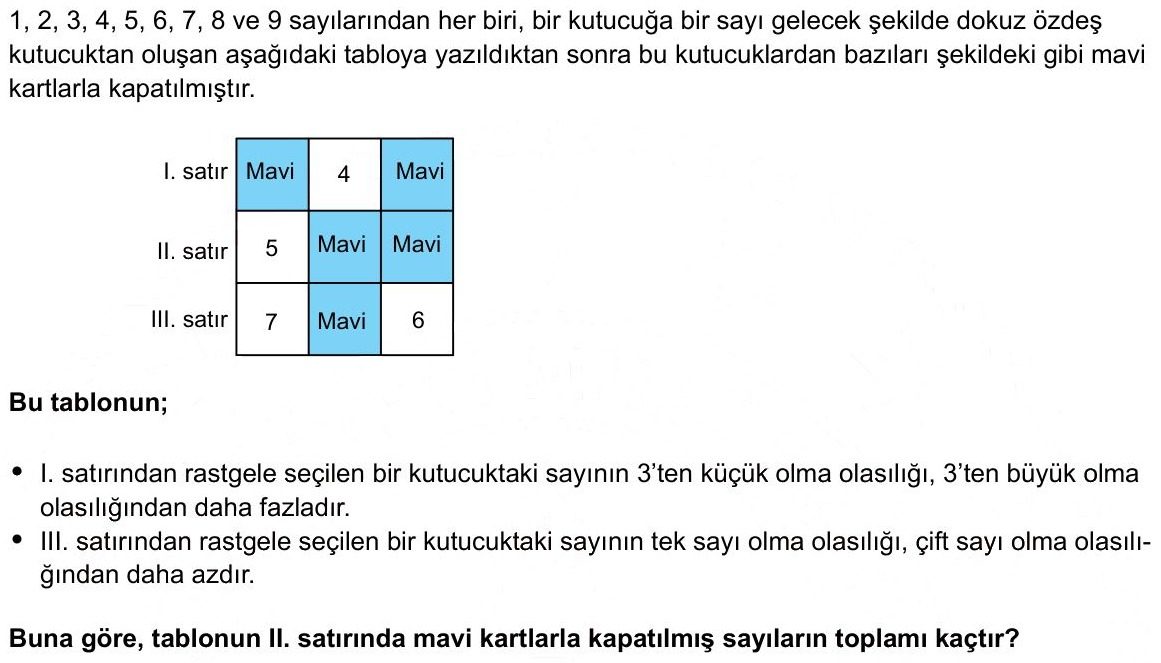 1, 2, 3, 4, 5, 6, 7, 8 ve 9 sayılarından her biri, bir kutucuğa bir sayı gelecek şekilde dokuz özdeş
kutucuktan oluşan aşağıdaki tabloya yazıldıktan sonra bu kutucuklardan bazıları şekildeki gibi mavi
kartlarla kapatılmıştır.
I. satır Mavi 4 Mavi
II. satır 5 Mavi Mavi
III. satır 7 Mavi 6
Bu tablonun;
• I. satırından rastgele seçilen bir kutucuktaki sayının 3’ten küçük olma olasılığı, 3’ten büyük olma
olasılığından daha fazladır.
• III. satırından rastgele seçilen bir kutucuktaki sayının tek sayı olma olasılığı, çift sayı olma olasılı-
ğından daha azdır.
Buna göre, tablonun II. satırında mavi kartlarla kapatılmış sayıların toplamı kaçtır?